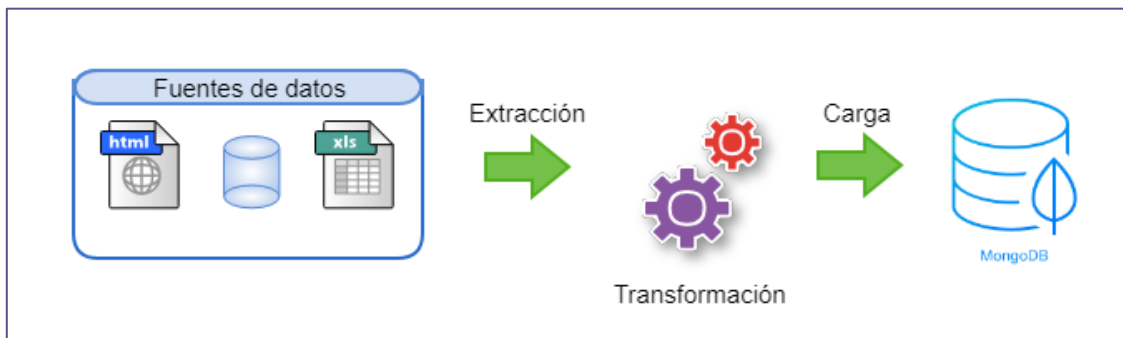 Fuentes de datos
html
xls
Extracción
Transformación
Carga
MongoDB